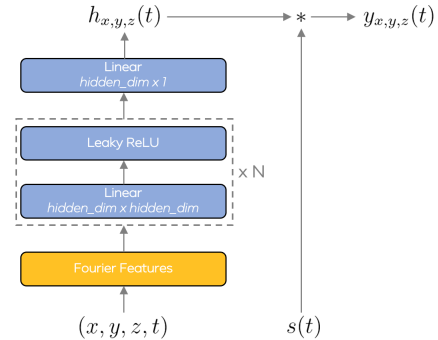 h_{x,y,z}(t)
*
y_{x,y,z}(t)
Linear
hidden_dim x 1
Leaky ReLU
x N
Linear
hidden_dim x hidden_dim
Fourier Features
(x, y, z, t)
s(t)